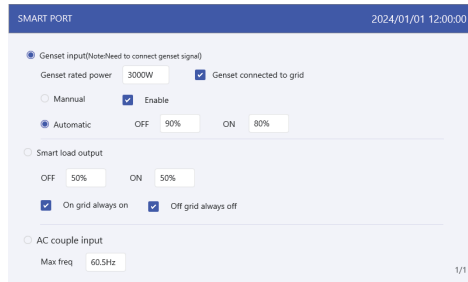 SMART PORT 2024/01/01 12:00:00
Genset input(Note:Need to connect genset signal)
Genset rated power 3000W Genset connected to grid
Mannual Enable
Automatic OFF 90% ON 80%
Smart load output
OFF 50% ON 50%
On grid always on Off grid always off
AC couple input
Max freq 60.5Hz
1/1